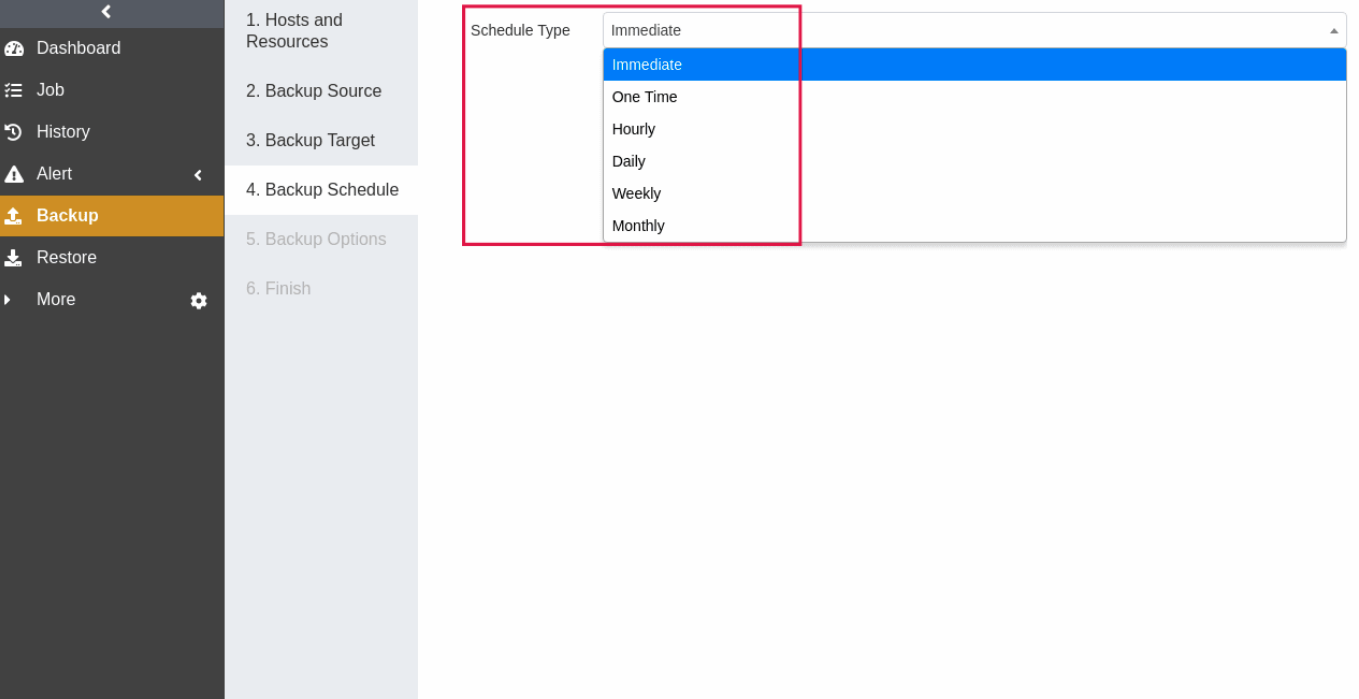 Dashboard
Job
History
Alert
Backup
Restore
More
1. Hosts and
Resources
2. Backup Source
3. Backup Target
4. Backup Schedule
5. Backup Options
6. Finish
Schedule Type
Immediate
Immediate
One Time
Hourly
Daily
Weekly
Monthly